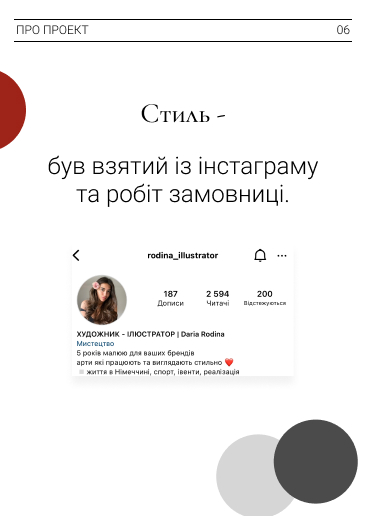 ПРО ПРОЕКТ 06
Стиль -
був взятий із інстаграму
та робіт замовниці.
rodina_illustrator
187 2 594 200
Дописи Читачі Відстежуються
ХУДОЖНИК - ІЛЮСТРАТОР | Daria Rodina
Мистецтво
5 років малюю для ваших брендів
арти які працюють та виглядають стильно ❤️
життя в Німеччині, спорт, івенти, реалізація